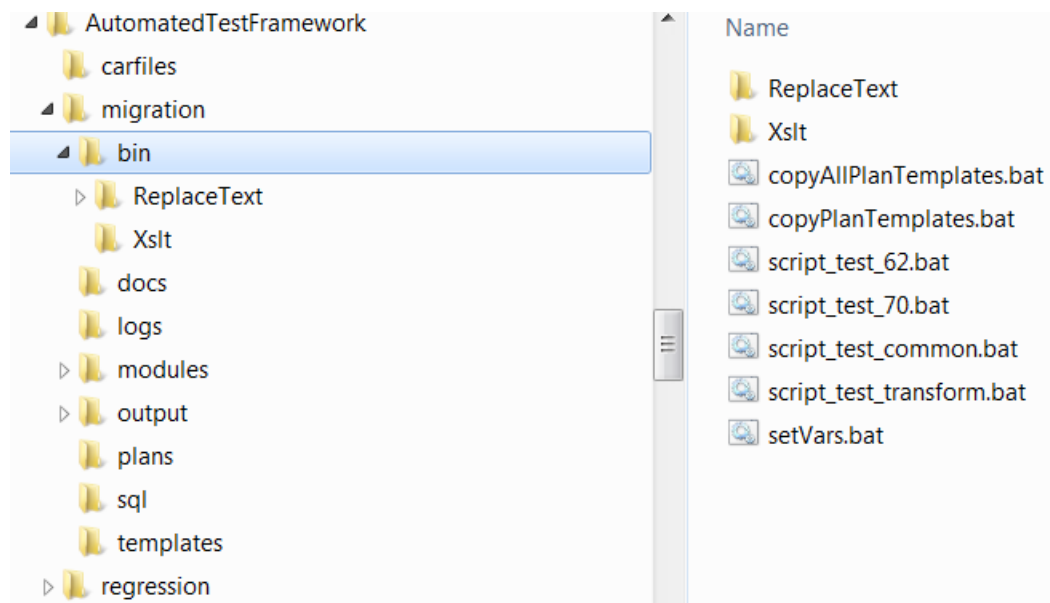 AutomatedTestFramework
carfiles
migration
bin
ReplaceText
Xslt
docs
logs
modules
output
plans
sql
templates
regression
Name
ReplaceText
Xslt
copyAllPlanTemplates.bat
copyPlanTemplates.bat
script_test_62.bat
script_test_70.bat
script_test_common.bat
script_test_transform.bat
setVars.bat